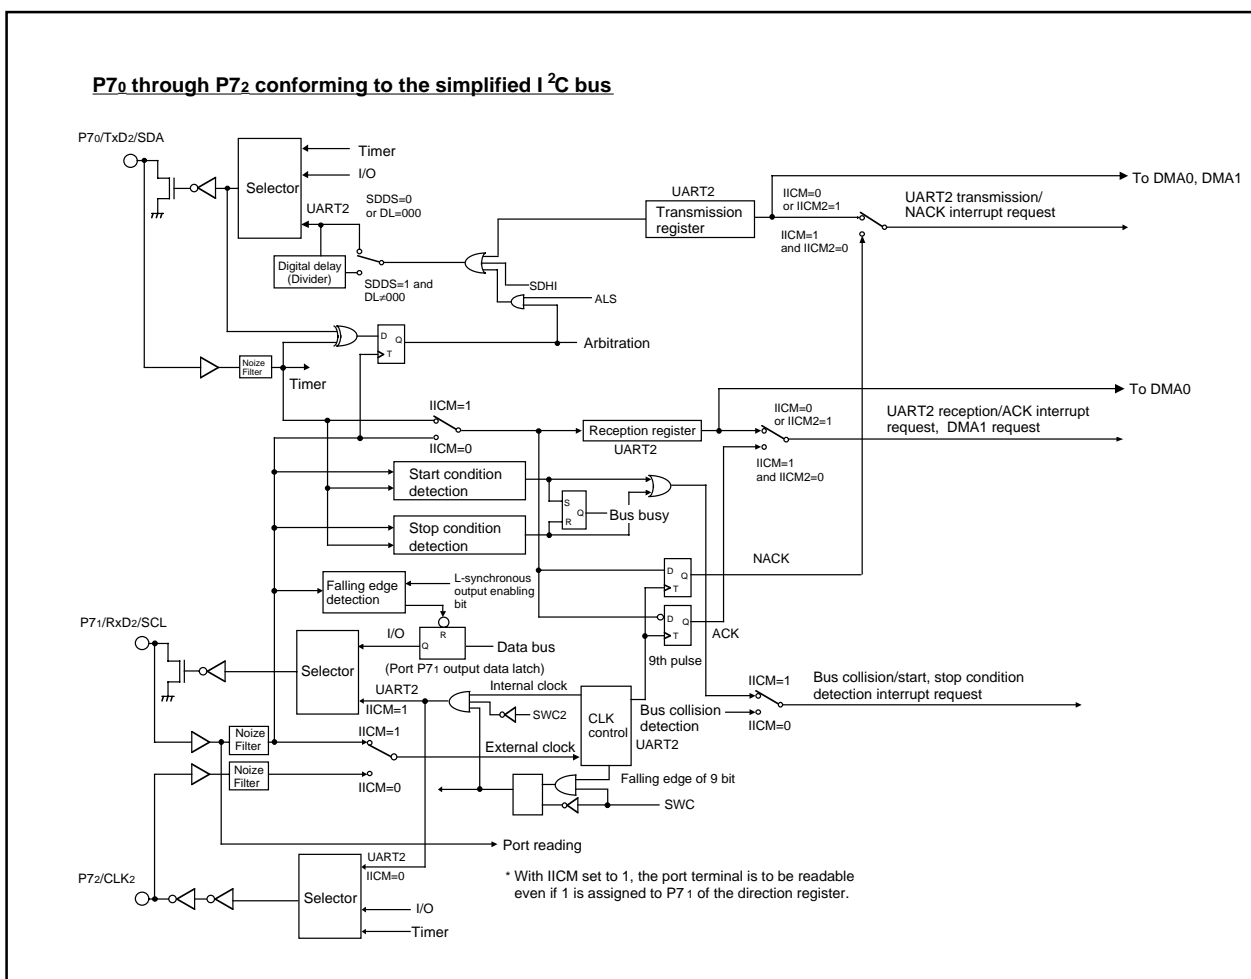 P70 through P72 conforming to the simplified I 2C bus
P70/TxD2/SDA
Selector
Timer
I/O
UART2
SDDS=0
or DL=000
Digital delay
(Divider)
SDDS=1 and
DL≠000
SDHI
ALS
UART2
Transmission
register
IICM=0
or IICM2=1
IICM=1
and IICM2=0
To DMA0, DMA1
UART2 transmission/
NACK interrupt request
D
Q
T
Arbitration
Noize
Filter
Timer
IICM=1
IICM=0
Reception register
UART2
To DMA0
IICM=0
or IICM2=1
UART2 reception/ACK interrupt
request, DMA1 request
IICM=1
and IICM2=0
Start condition
detection
S
Q
R
Bus busy
Stop condition
detection
NACK
D
Q
T
Falling edge
detection
L-synchronous
output enabling
bit
D
Q
T
ACK
9th pulse
P71/RxD2/SCL
Selector
I/O
R
Q
Data bus
(Port P71 output data latch)
UART2
IICM=1
Internal clock
SWC2
CLK
control
UART2
Bus collision
detection
IICM=1
IICM=0
Bus collision/start, stop condition
detection interrupt request
Noize
Filter
IICM=1
External clock
Noize
Filter
IICM=0
Falling edge of 9 bit
SWC
Port reading
P72/CLK2
Selector
UART2
IICM=0
I/O
Timer
* With IICM set to 1, the port terminal is to be readable
even if 1 is assigned to P71 of the direction register.